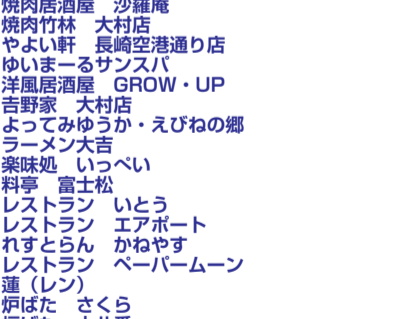 焼肉居酒屋　沙羅庵
焼肉竹林　大村店
やよい軒　長崎空港通り店
ゆいまーるサンスパ
洋風居酒屋　GROW・UP
吉野家　大村店
よってみゆうか・えびねの郷
ラーメン大吉
楽味処　いっぺい
料亭　富士松
レストラン　いとう
レストラン　エアポート
れすとらん　かねやす
レストラン　ペーパームーン
蓮（レン）
炉ばた　さくら